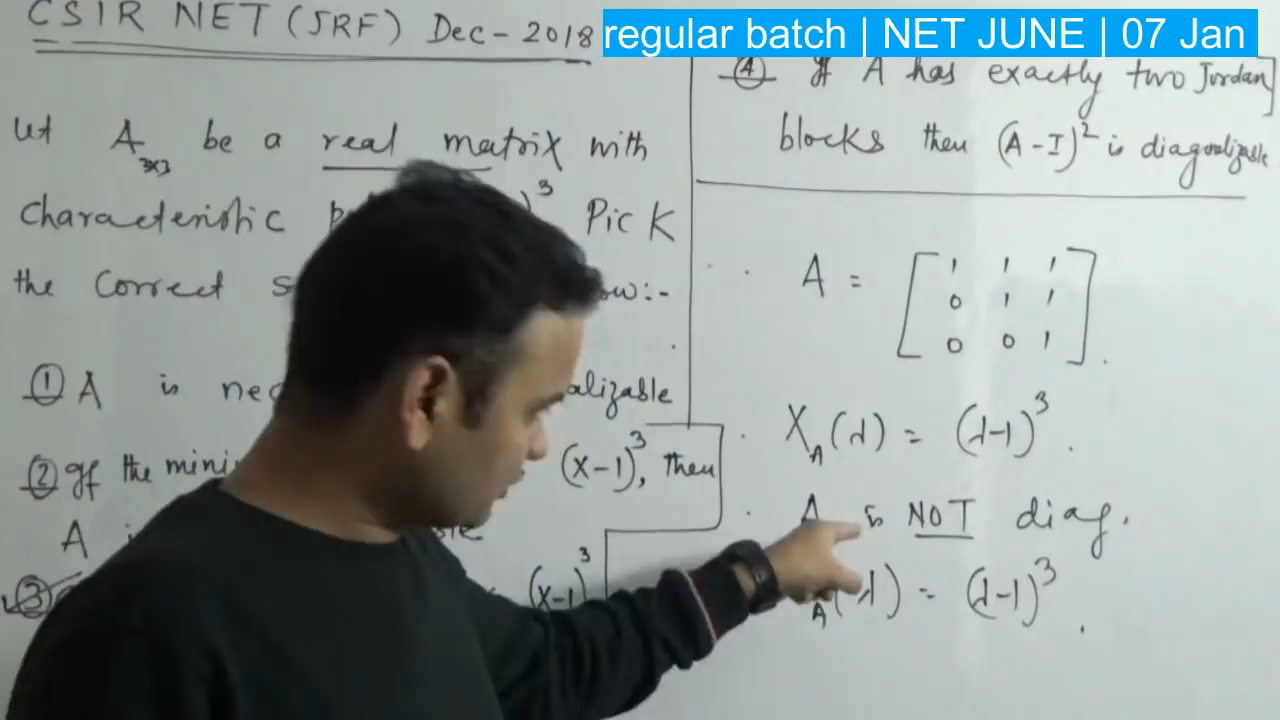 CSIR NET (JRF) Dec-2018
regular batch | NET JUNE | 07 Jan
Let A3x3 be a real matrix with
characteristic )³ Pick
the correct ow:-
① A is alizable
② If the (x-1)³, then
A
③ (x-1)³
④ If A has exactly two Jordan
blocks then (A-I)² is diagonalizable
A = [ 1 1 1
0 1 1
0 0 1 ].
X_A(λ) = (λ-1)³.
A is NOT diag.
A(λ) = (λ-1)³.